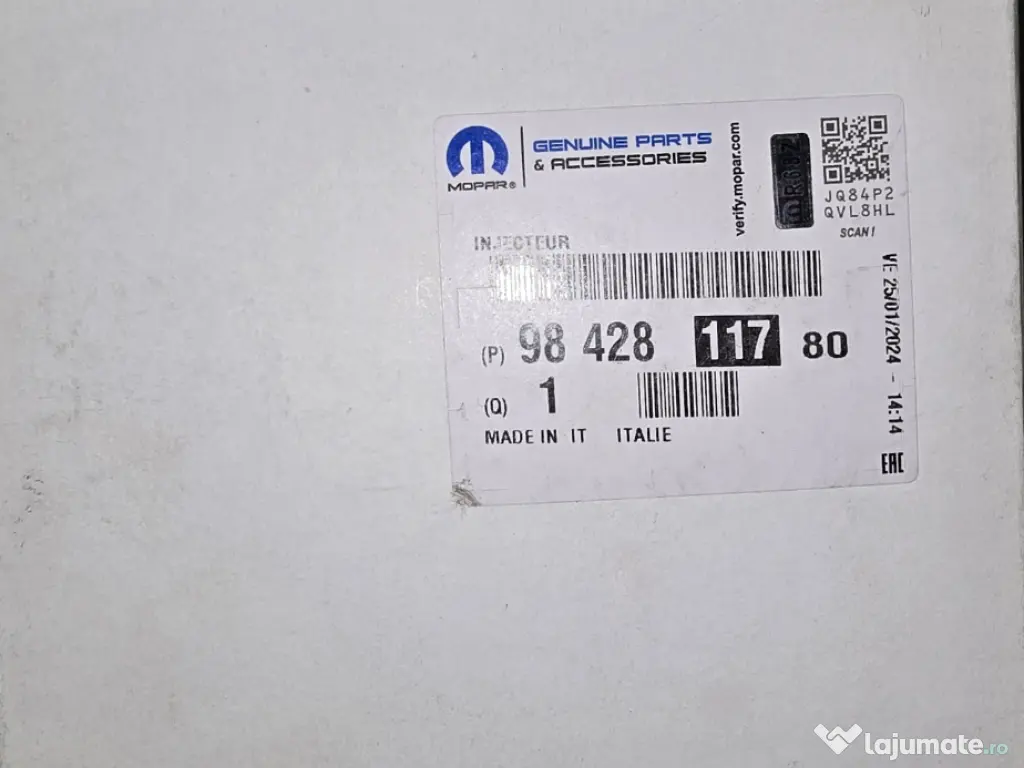 MOPAR®
GENUINE PARTS
& ACCESSORIES
verify.mopar.com
JQ84P2
QVL8HL
SCAN!
INJECTEUR
(P) 98 428 117 80
(Q) 1
MADE IN IT ITALIE
VE 25/01/2024 - 14:14
EAC
lajumate.ro